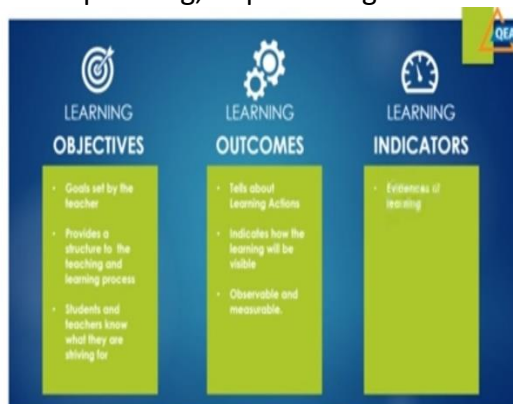 QEA
LEARNING
OBJECTIVES
• Goals set by the
teacher
• Provides a
structure to the
teaching and
learning process
• Students and
teachers know
what they are
striving for
LEARNING
OUTCOMES
• Tells about
Learning Actions
• Indicates how the
learning will be
visible
• Observable and
measurable.
LEARNING
INDICATORS
• Evidences of
learning